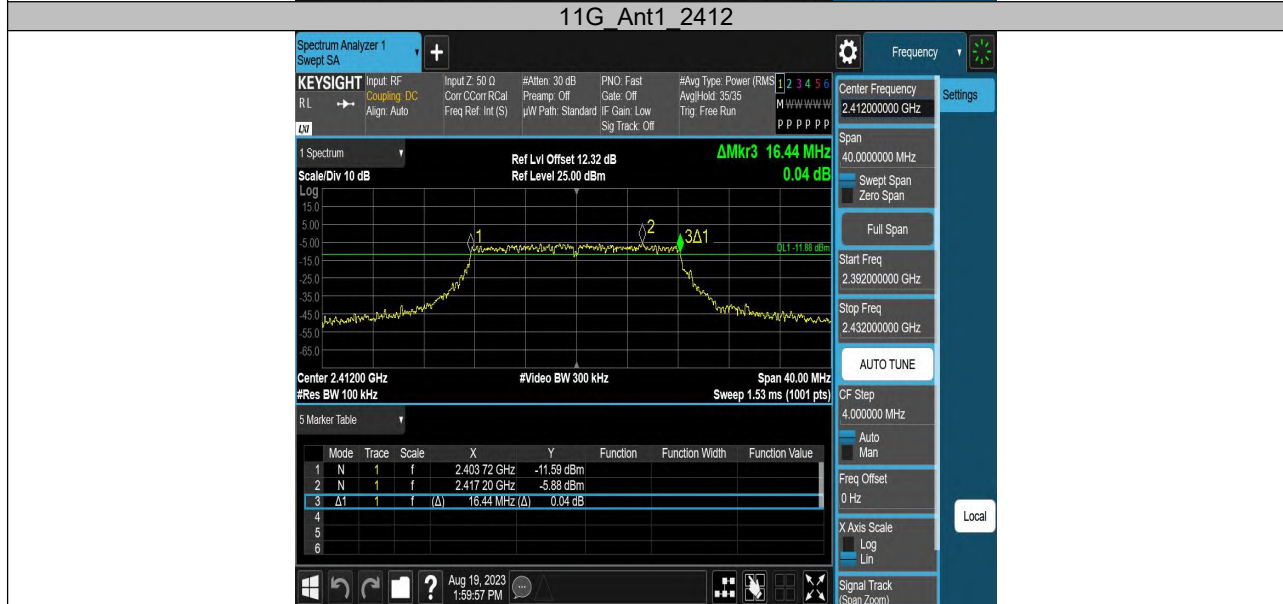 11G_Ant1_2412
Spectrum Analyzer 1
Swept SA
+
Frequency
KEYSIGHT
R L
LXI
Input: RF
Coupling: DC
Align: Auto
Input Z: 50 Ω
Corr CCorr RCal
Freq Ref: Int (S)
#Atten: 30 dB
Preamp: Off
µW Path: Standard
PNO: Fast
Gate: Off
IF Gain: Low
Sig Track: Off
#Avg Type: Power (RMS
Avg|Hold: 35/35
Trig: Free Run
1 2 3 4 5 6
M W W W W W
P P P P P P
1 Spectrum
Scale/Div 10 dB
Ref Lvl Offset 12.32 dB
Ref Level 25.00 dBm
ΔMkr3 16.44 MHz
0.04 dB
Log
15.0
5.00
-5.00
-15.0
-25.0
-35.0
-45.0
-55.0
-65.0
1
2
3Δ1
DL1 -11.88 dBm
Center 2.41200 GHz
#Video BW 300 kHz
Span 40.00 MHz
#Res BW 100 kHz
Sweep 1.53 ms (1001 pts)
5 Marker Table
Mode Trace Scale X Y Function Function Width Function Value
1 N 1 f 2.403 72 GHz -11.59 dBm
2 N 1 f 2.417 20 GHz -5.88 dBm
3 Δ1 1 f (Δ) 16.44 MHz (Δ) 0.04 dB
4
5
6
Aug 19, 2023
1:59:57 PM
Center Frequency
2.412000000 GHz
Settings
Span
40.0000000 MHz
Swept Span
Zero Span
Full Span
Start Freq
2.392000000 GHz
Stop Freq
2.432000000 GHz
AUTO TUNE
CF Step
4.000000 MHz
Auto
Man
Freq Offset
0 Hz
Local
X Axis Scale
Log
Lin
Signal Track
(Span Zoom)